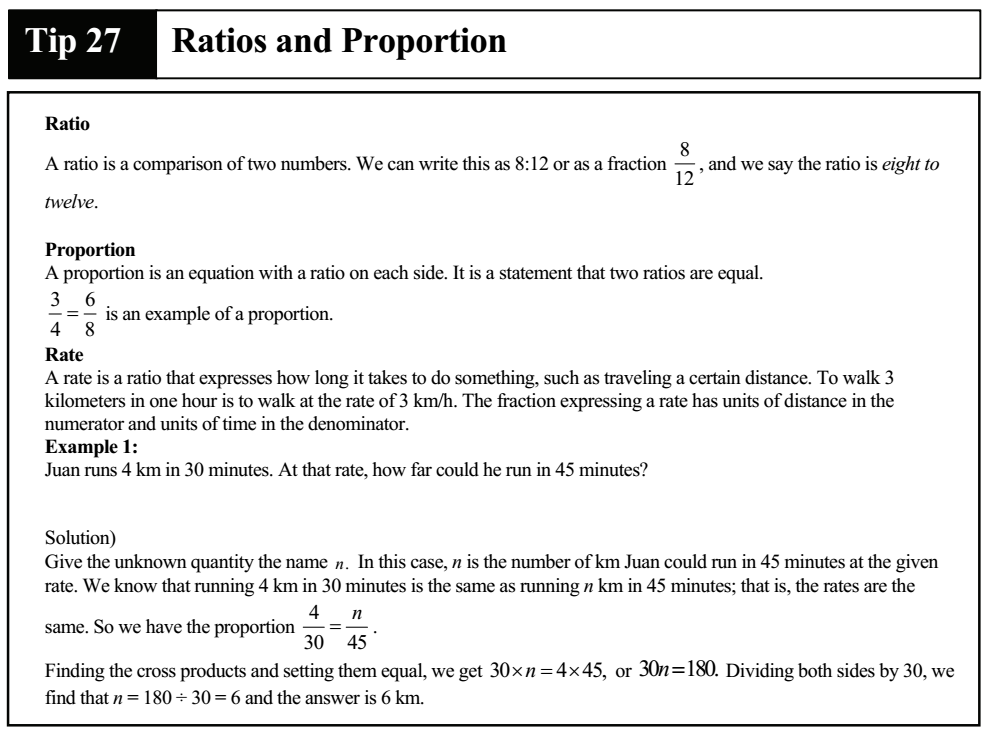 Tip 27 Ratios and Proportion
Ratio
A ratio is a comparison of two numbers. We can write this as 8:12 or as a fraction 8/12, and we say the ratio is eight to
twelve.
Proportion
A proportion is an equation with a ratio on each side. It is a statement that two ratios are equal.
3/4 = 6/8 is an example of a proportion.
Rate
A rate is a ratio that expresses how long it takes to do something, such as traveling a certain distance. To walk 3
kilometers in one hour is to walk at the rate of 3 km/h. The fraction expressing a rate has units of distance in the
numerator and units of time in the denominator.
Example 1:
Juan runs 4 km in 30 minutes. At that rate, how far could he run in 45 minutes?
Solution)
Give the unknown quantity the name n. In this case, n is the number of km Juan could run in 45 minutes at the given
rate. We know that running 4 km in 30 minutes is the same as running n km in 45 minutes; that is, the rates are the
same. So we have the proportion 4/30 = n/45.
Finding the cross products and setting them equal, we get 30×n = 4×45, or 30n=180. Dividing both sides by 30, we
find that n = 180 ÷ 30 = 6 and the answer is 6 km.